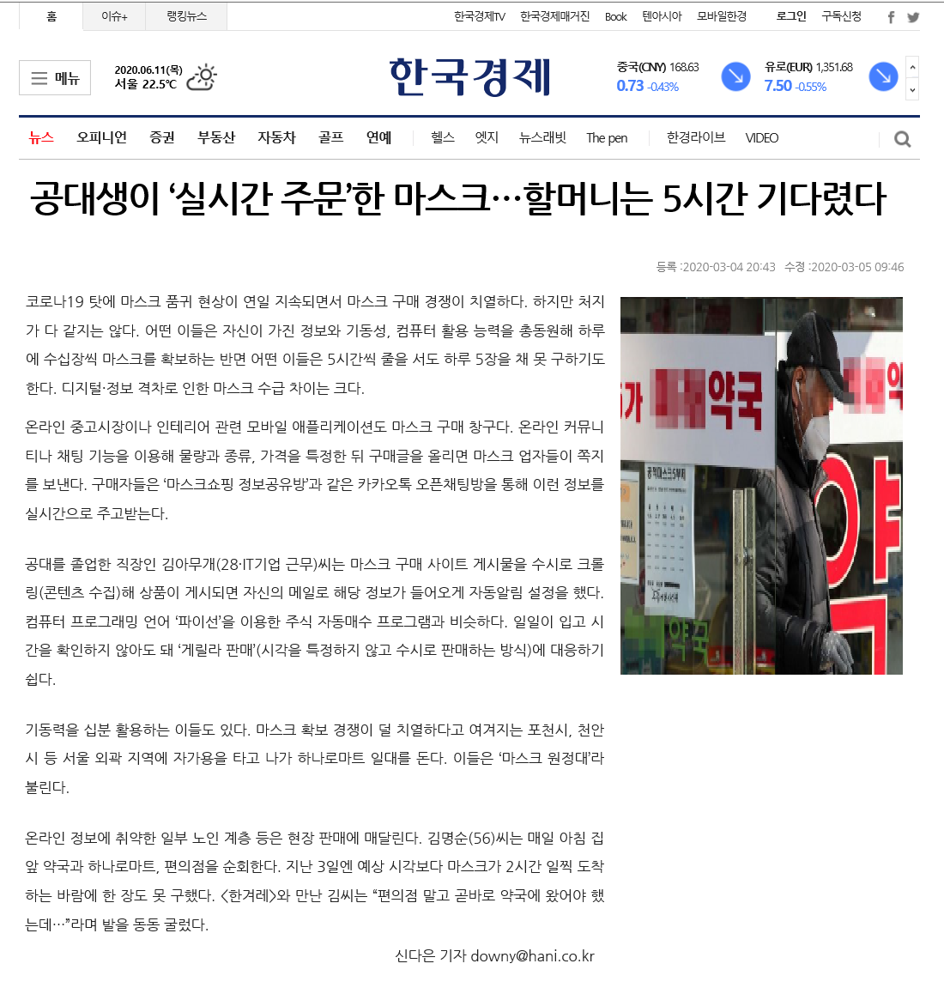 홈 이슈+ 랭킹뉴스 한국경제TV 한국경제매거진 Book 텐아시아 모바일한경 로그인 구독신청
메뉴
2020.06.11(목)
서울 22.5℃
한국경제
중국(CNY) 168.63
0.73 -0.43%
유로(EUR) 1,351.68
7.50 -0.55%
뉴스 오피니언 증권 부동산 자동차 골프 연예 헬스 엣지 뉴스래빗 The pen 한경라이브 VIDEO
공대생이 ‘실시간 주문’한 마스크…할머니는 5시간 기다렸다
등록 :2020-03-04 20:43 수정 :2020-03-05 09:46
코로나19 탓에 마스크 품귀 현상이 연일 지속되면서 마스크 구매 경쟁이 치열하다. 하지만 처지
가 다 같지는 않다. 어떤 이들은 자신이 가진 정보와 기동성, 컴퓨터 활용 능력을 총동원해 하루
에 수십장씩 마스크를 확보하는 반면 어떤 이들은 5시간씩 줄을 서도 하루 5장을 채 못 구하기도
한다. 디지털·정보 격차로 인한 마스크 수급 차이는 크다.
온라인 중고시장이나 인테리어 관련 모바일 애플리케이션도 마스크 구매 창구다. 온라인 커뮤니
티나 채팅 기능을 이용해 물량과 종류, 가격을 특정한 뒤 구매글을 올리면 마스크 업자들이 쪽지
를 보낸다. 구매자들은 ‘마스크쇼핑 정보공유방’과 같은 카카오톡 오픈채팅방을 통해 이런 정보를
실시간으로 주고받는다.
공대를 졸업한 직장인 김아무개(28·IT기업 근무)씨는 마스크 구매 사이트 게시물을 수시로 크롤
링(콘텐츠 수집)해 상품이 게시되면 자신의 메일로 해당 정보가 들어오게 자동알림 설정을 했다.
컴퓨터 프로그래밍 언어 ‘파이선’을 이용한 주식 자동매수 프로그램과 비슷하다. 일일이 입고 시
간을 확인하지 않아도 돼 ‘게릴라 판매’(시각을 특정하지 않고 수시로 판매하는 방식)에 대응하기
쉽다.
기동력을 십분 활용하는 이들도 있다. 마스크 확보 경쟁이 덜 치열하다고 여겨지는 포천시, 천안
시 등 서울 외곽 지역에 자가용을 타고 나가 하나로마트 일대를 돈다. 이들은 ‘마스크 원정대’라
불린다.
온라인 정보에 취약한 일부 노인 계층 등은 현장 판매에 매달린다. 김명순(56)씨는 매일 아침 집
앞 약국과 하나로마트, 편의점을 순회한다. 지난 3일엔 예상 시각보다 마스크가 2시간 일찍 도착
하는 바람에 한 장도 못 구했다. <한겨레>와 만난 김씨는 “편의점 말고 곧바로 약국에 왔어야 했
는데…”라며 발을 동동 굴렀다.
신다은 기자 downy@hani.co.kr
가 약국
약
공적마스크5부제
약
국
약국